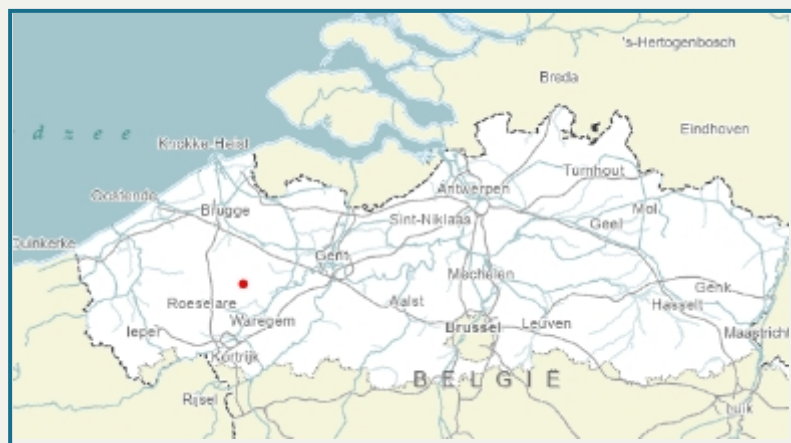 's-Hertogenbosch
Breda
d z e e
Eindhoven
Knokke-Heist
Turnhout
Oostende
Antwerpen
Mol
Brugge
Sint-Niklaas
Geel
Duinkerke
Gent
Mechelen
Genk
Roeselare
Aalst
Hasselt
Ieper
Waregem
Brussel
Leuven
Maastricht
Kortrijk
BELGIË
Rijsel
Luik